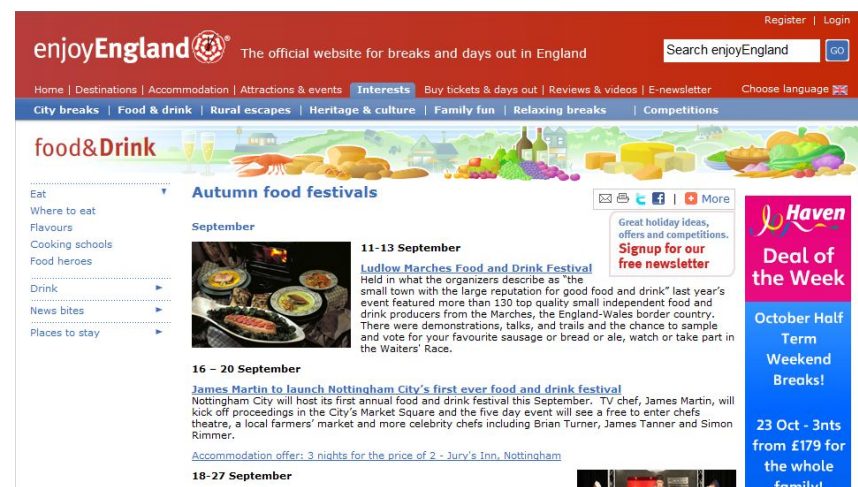 Register | Login
enjoyEngland® The official website for breaks and days out in England
Search enjoyEngland GO
Home | Destinations | Accommodation | Attractions & events Interests Buy tickets & days out | Reviews & videos | E-newsletter Choose language
City breaks | Food & drink | Rural escapes | Heritage & culture | Family fun | Relaxing breaks | Competitions
food&Drink
Eat
Where to eat
Flavours
Cooking schools
Food heroes
Drink
News bites
Places to stay
Autumn food festivals
| More
Great holiday ideas,
offers and competitions.
Signup for our
free newsletter
September
11-13 September
Ludlow Marches Food and Drink Festival
Held in what the organizers describe as "the
small town with the large reputation for good food and drink" last year's
event featured more than 130 top quality small independent food and
drink producers from the Marches, the England-Wales border country.
There were demonstrations, talks, and trails and the chance to sample
and vote for your favourite sausage or bread or ale, watch or take part in
the Waiters' Race.
16 – 20 September
James Martin to launch Nottingham City's first ever food and drink festival
Nottingham City will host its first annual food and drink festival this September. TV chef, James Martin, will
kick off proceedings in the City's Market Square and the five day event will see a free to enter chefs
theatre, a local farmers' market and more celebrity chefs including Brian Turner, James Tanner and Simon
Rimmer.
Accommodation offer: 3 nights for the price of 2 - Jury's Inn, Nottingham
18-27 September
Haven
Deal of
the Week
October Half
Term
Weekend
Breaks!
23 Oct - 3nts
from £179 for
the whole
family!